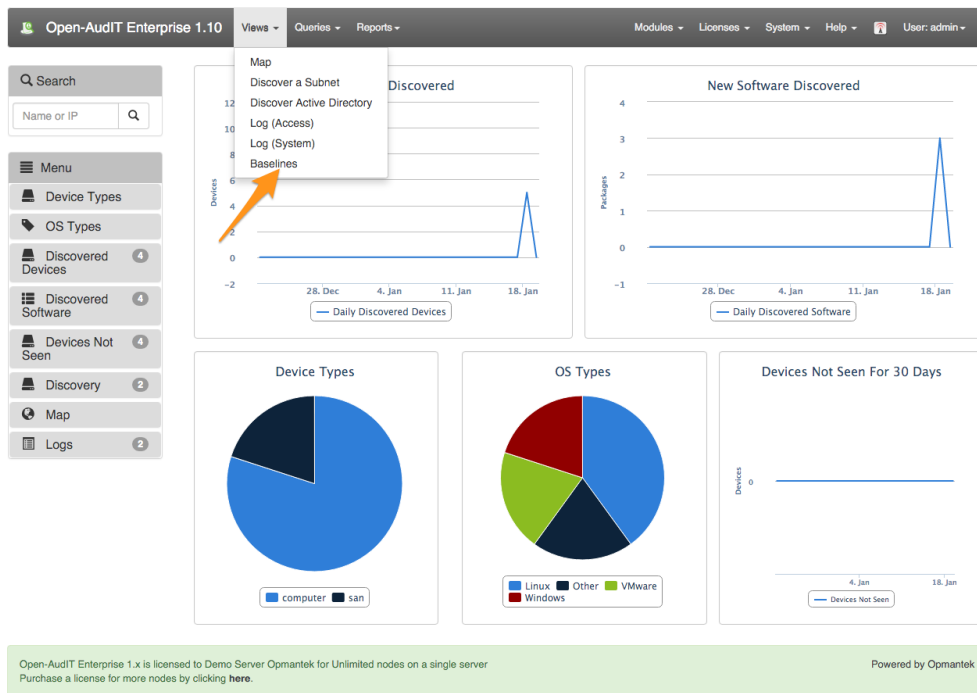 Open-AudIT Enterprise 1.10
Views
Queries
Reports
Modules
Licenses
System
Help
User: admin
Map
Discover a Subnet
Discover Active Directory
Log (Access)
Log (System)
Baselines
Search
Name or IP
Menu
Device Types
OS Types
Discovered 4
Devices
Discovered 4
Software
Devices Not 4
Seen
Discovery 2
Map
Logs 2
Discovered
12
10
8
6
4
2
0
-2
Devices
28. Dec 4. Jan 11. Jan 18. Jan
Daily Discovered Devices
New Software Discovered
4
3
2
1
0
-1
Packages
28. Dec 4. Jan 11. Jan 18. Jan
Daily Discovered Software
Device Types
computer san
OS Types
Linux Other VMware
Windows
Devices Not Seen For 30 Days
Devices
0
4. Jan 18. Jan
Devices Not Seen
Open-AudIT Enterprise 1.x is licensed to Demo Server Opmantek for Unlimited nodes on a single server
Purchase a license for more nodes by clicking here.
Powered by Opmantek